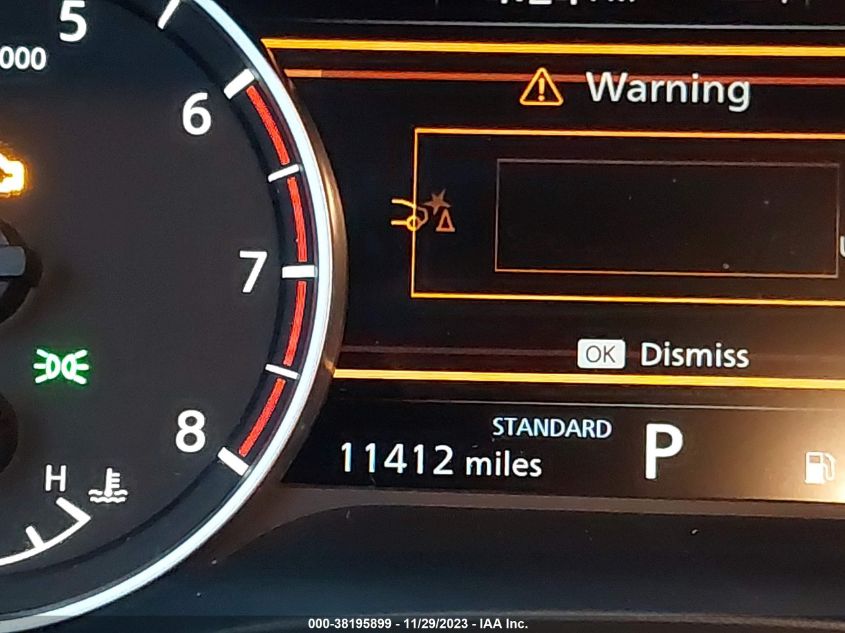 5
000
6
7
8
H
Warning
OK Dismiss
STANDARD
11412 miles
P
000-38195899 - 11/29/2023 - IAA Inc.